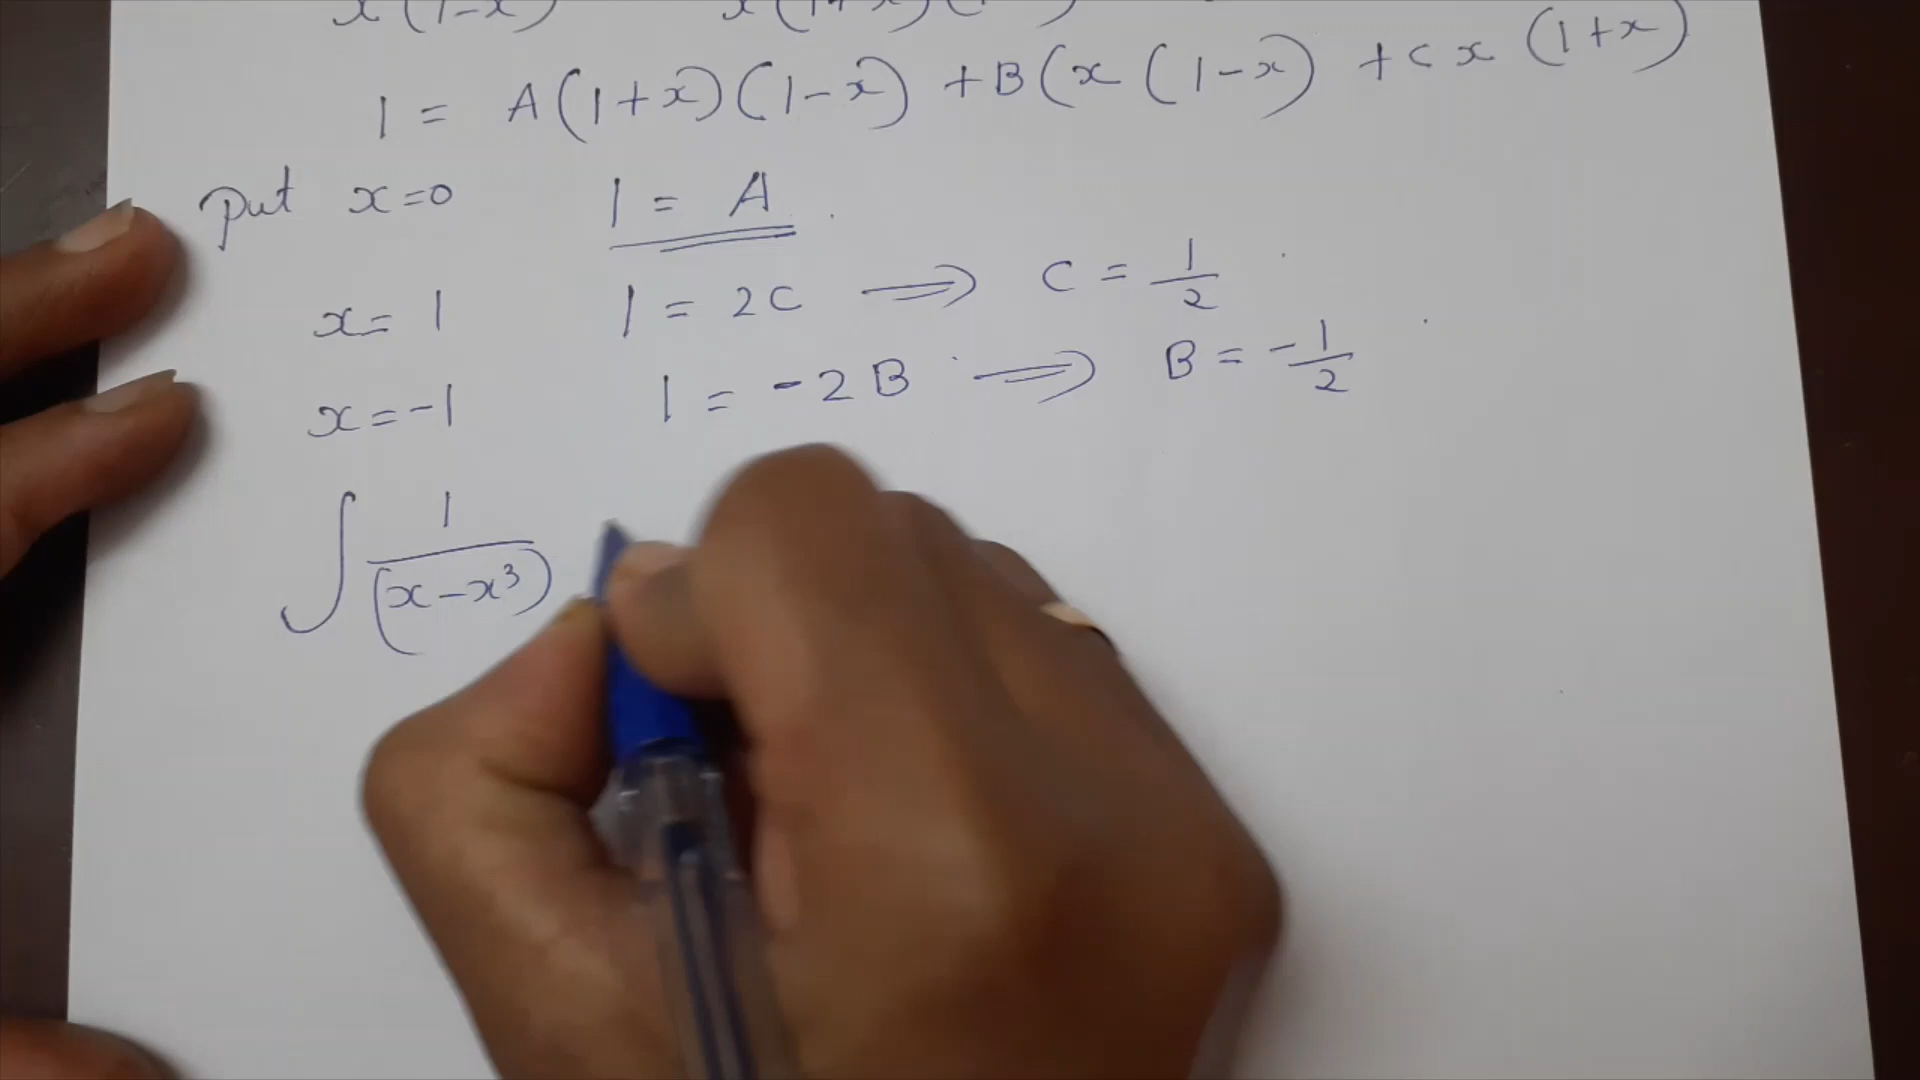 1 = A(1+x)(1-x) + B(x(1-x) + cx(1+x)
put x=0 1 = A
x=1 1 = 2C ⟹ C = 1/2
x=-1 1 = -2B ⟹ B = -1/2
∫ 1/(x-x³)